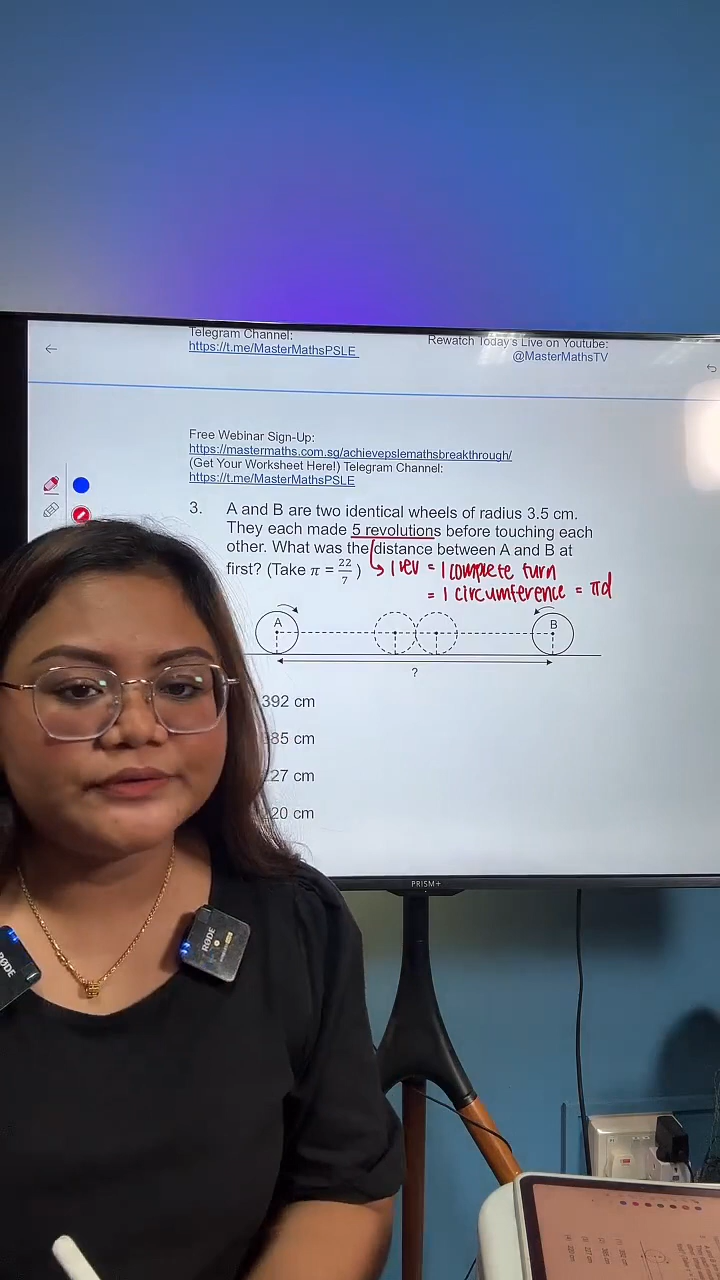 Telegram Channel:
https://t.me/MasterMathsPSLE
Rewatch Today's Live on Youtube:
@MasterMathsTV
Free Webinar Sign-Up:
https://mastermaths.com.sg/achievepslemathsbreakthrough/
(Get Your Worksheet Here!) Telegram Channel:
https://t.me/MasterMathsPSLE
3. A and B are two identical wheels of radius 3.5 cm.
They each made 5 revolutions before touching each
other. What was the distance between A and B at
first? (Take π = 22/7)
1 rev = 1 complete turn
= 1 circumference = πd
A
B
?
392 cm
85 cm
27 cm
20 cm
PRISM+
RØDE
RØDE